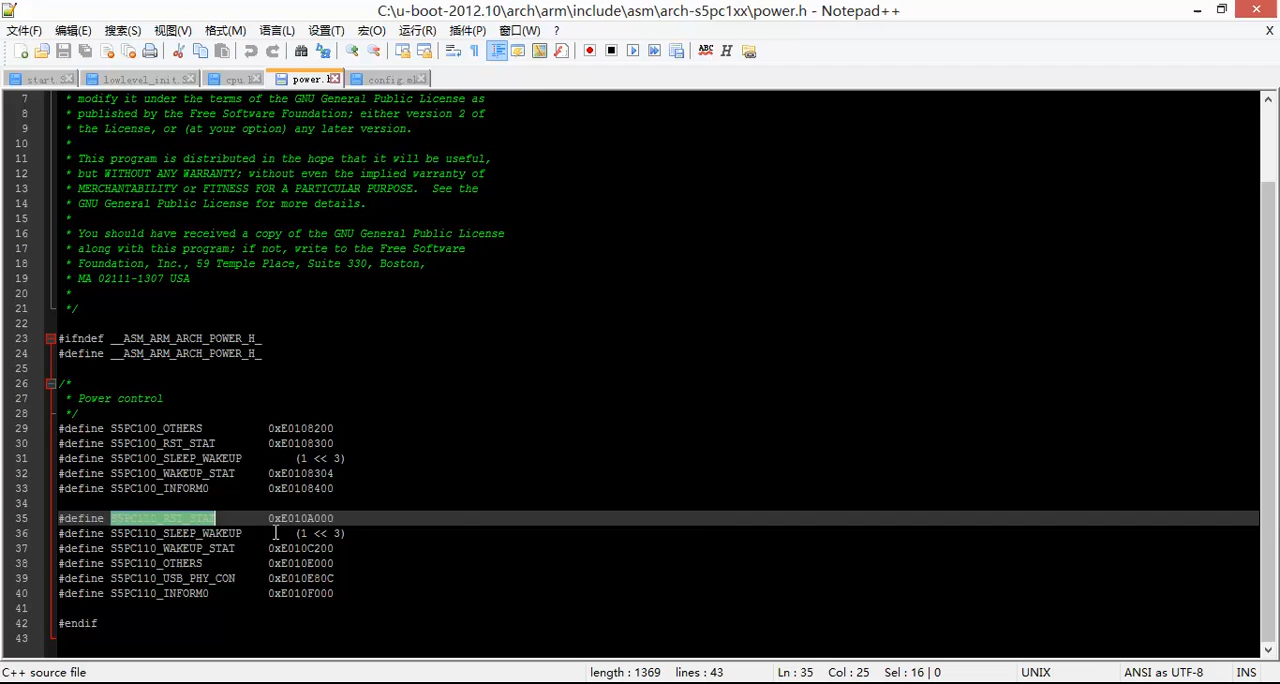 C:\u-boot-2012.10\arch\arm\include\asm\arch-s5pc1xx\power.h - Notepad++
文件(F) 编辑(E) 搜索(S) 视图(V) 格式(M) 语言(L) 设置(T) 宏(O) 运行(R) 插件(P) 窗口(W) ? X
start.S lowlevel_init.S cpu.h power.h config.mk
7 * modify it under the terms of the GNU General Public License as
8 * published by the Free Software Foundation; either version 2 of
9 * the License, or (at your option) any later version.
10 *
11 * This program is distributed in the hope that it will be useful,
12 * but WITHOUT ANY WARRANTY; without even the implied warranty of
13 * MERCHANTABILITY or FITNESS FOR A PARTICULAR PURPOSE. See the
14 * GNU General Public License for more details.
15 *
16 * You should have received a copy of the GNU General Public License
17 * along with this program; if not, write to the Free Software
18 * Foundation, Inc., 59 Temple Place, Suite 330, Boston,
19 * MA 02111-1307 USA
20 *
21 */
22
23 #ifndef __ASM_ARM_ARCH_POWER_H_
24 #define __ASM_ARM_ARCH_POWER_H_
25
26 /*
27 * Power control
28 */
29 #define S5PC100_OTHERS 0xE0108200
30 #define S5PC100_RST_STAT 0xE0108300
31 #define S5PC100_SLEEP_WAKEUP (1 << 3)
32 #define S5PC100_WAKEUP_STAT 0xE0108304
33 #define S5PC100_INFORM0 0xE0108400
34
35 #define S5PC110_RST_STAT 0xE010A000
36 #define S5PC110_SLEEP_WAKEUP (1 << 3)
37 #define S5PC110_WAKEUP_STAT 0xE010C200
38 #define S5PC110_OTHERS 0xE010E000
39 #define S5PC110_USB_PHY_CON 0xE010E80C
40 #define S5PC110_INFORM0 0xE010F000
41
42 #endif
43
C++ source file length : 1369 lines : 43 Ln : 35 Col : 25 Sel : 16 | 0 UNIX ANSI as UTF-8 INS